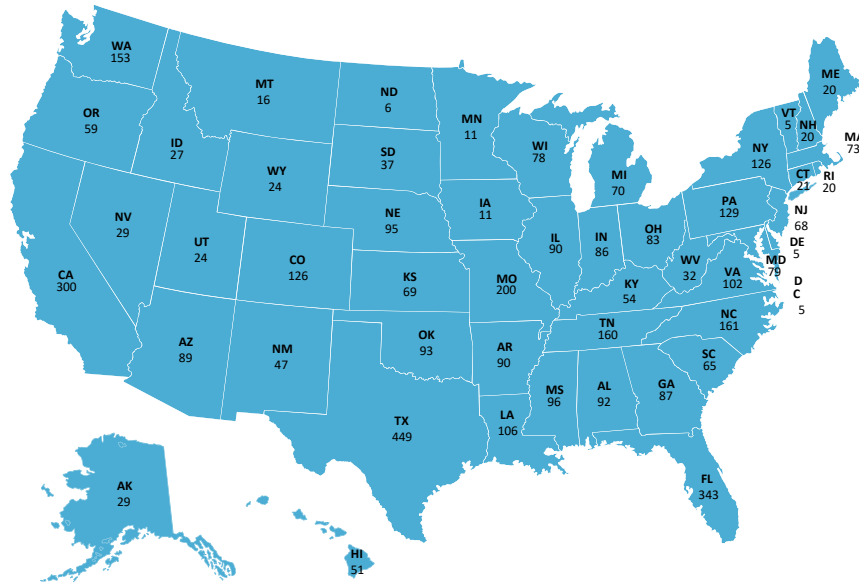 WA
153
MT
16
ND
6
MN
11
ME
20
VT
5
NH
20
OR
59
ID
27
SD
37
WI
78
MI
70
NY
126
MA
73
WY
24
CT
21
RI
20
IA
11
NE
95
PA
129
NJ
68
NV
29
UT
24
CO
126
IL
90
IN
86
OH
83
DE
5
MD
79
CA
300
KS
69
MO
200
WV
32
VA
102
D
C
5
KY
54
NC
161
TN
160
AZ
89
NM
47
OK
93
AR
90
SC
65
MS
96
AL
92
GA
87
TX
449
LA
106
FL
343
AK
29
HI
51